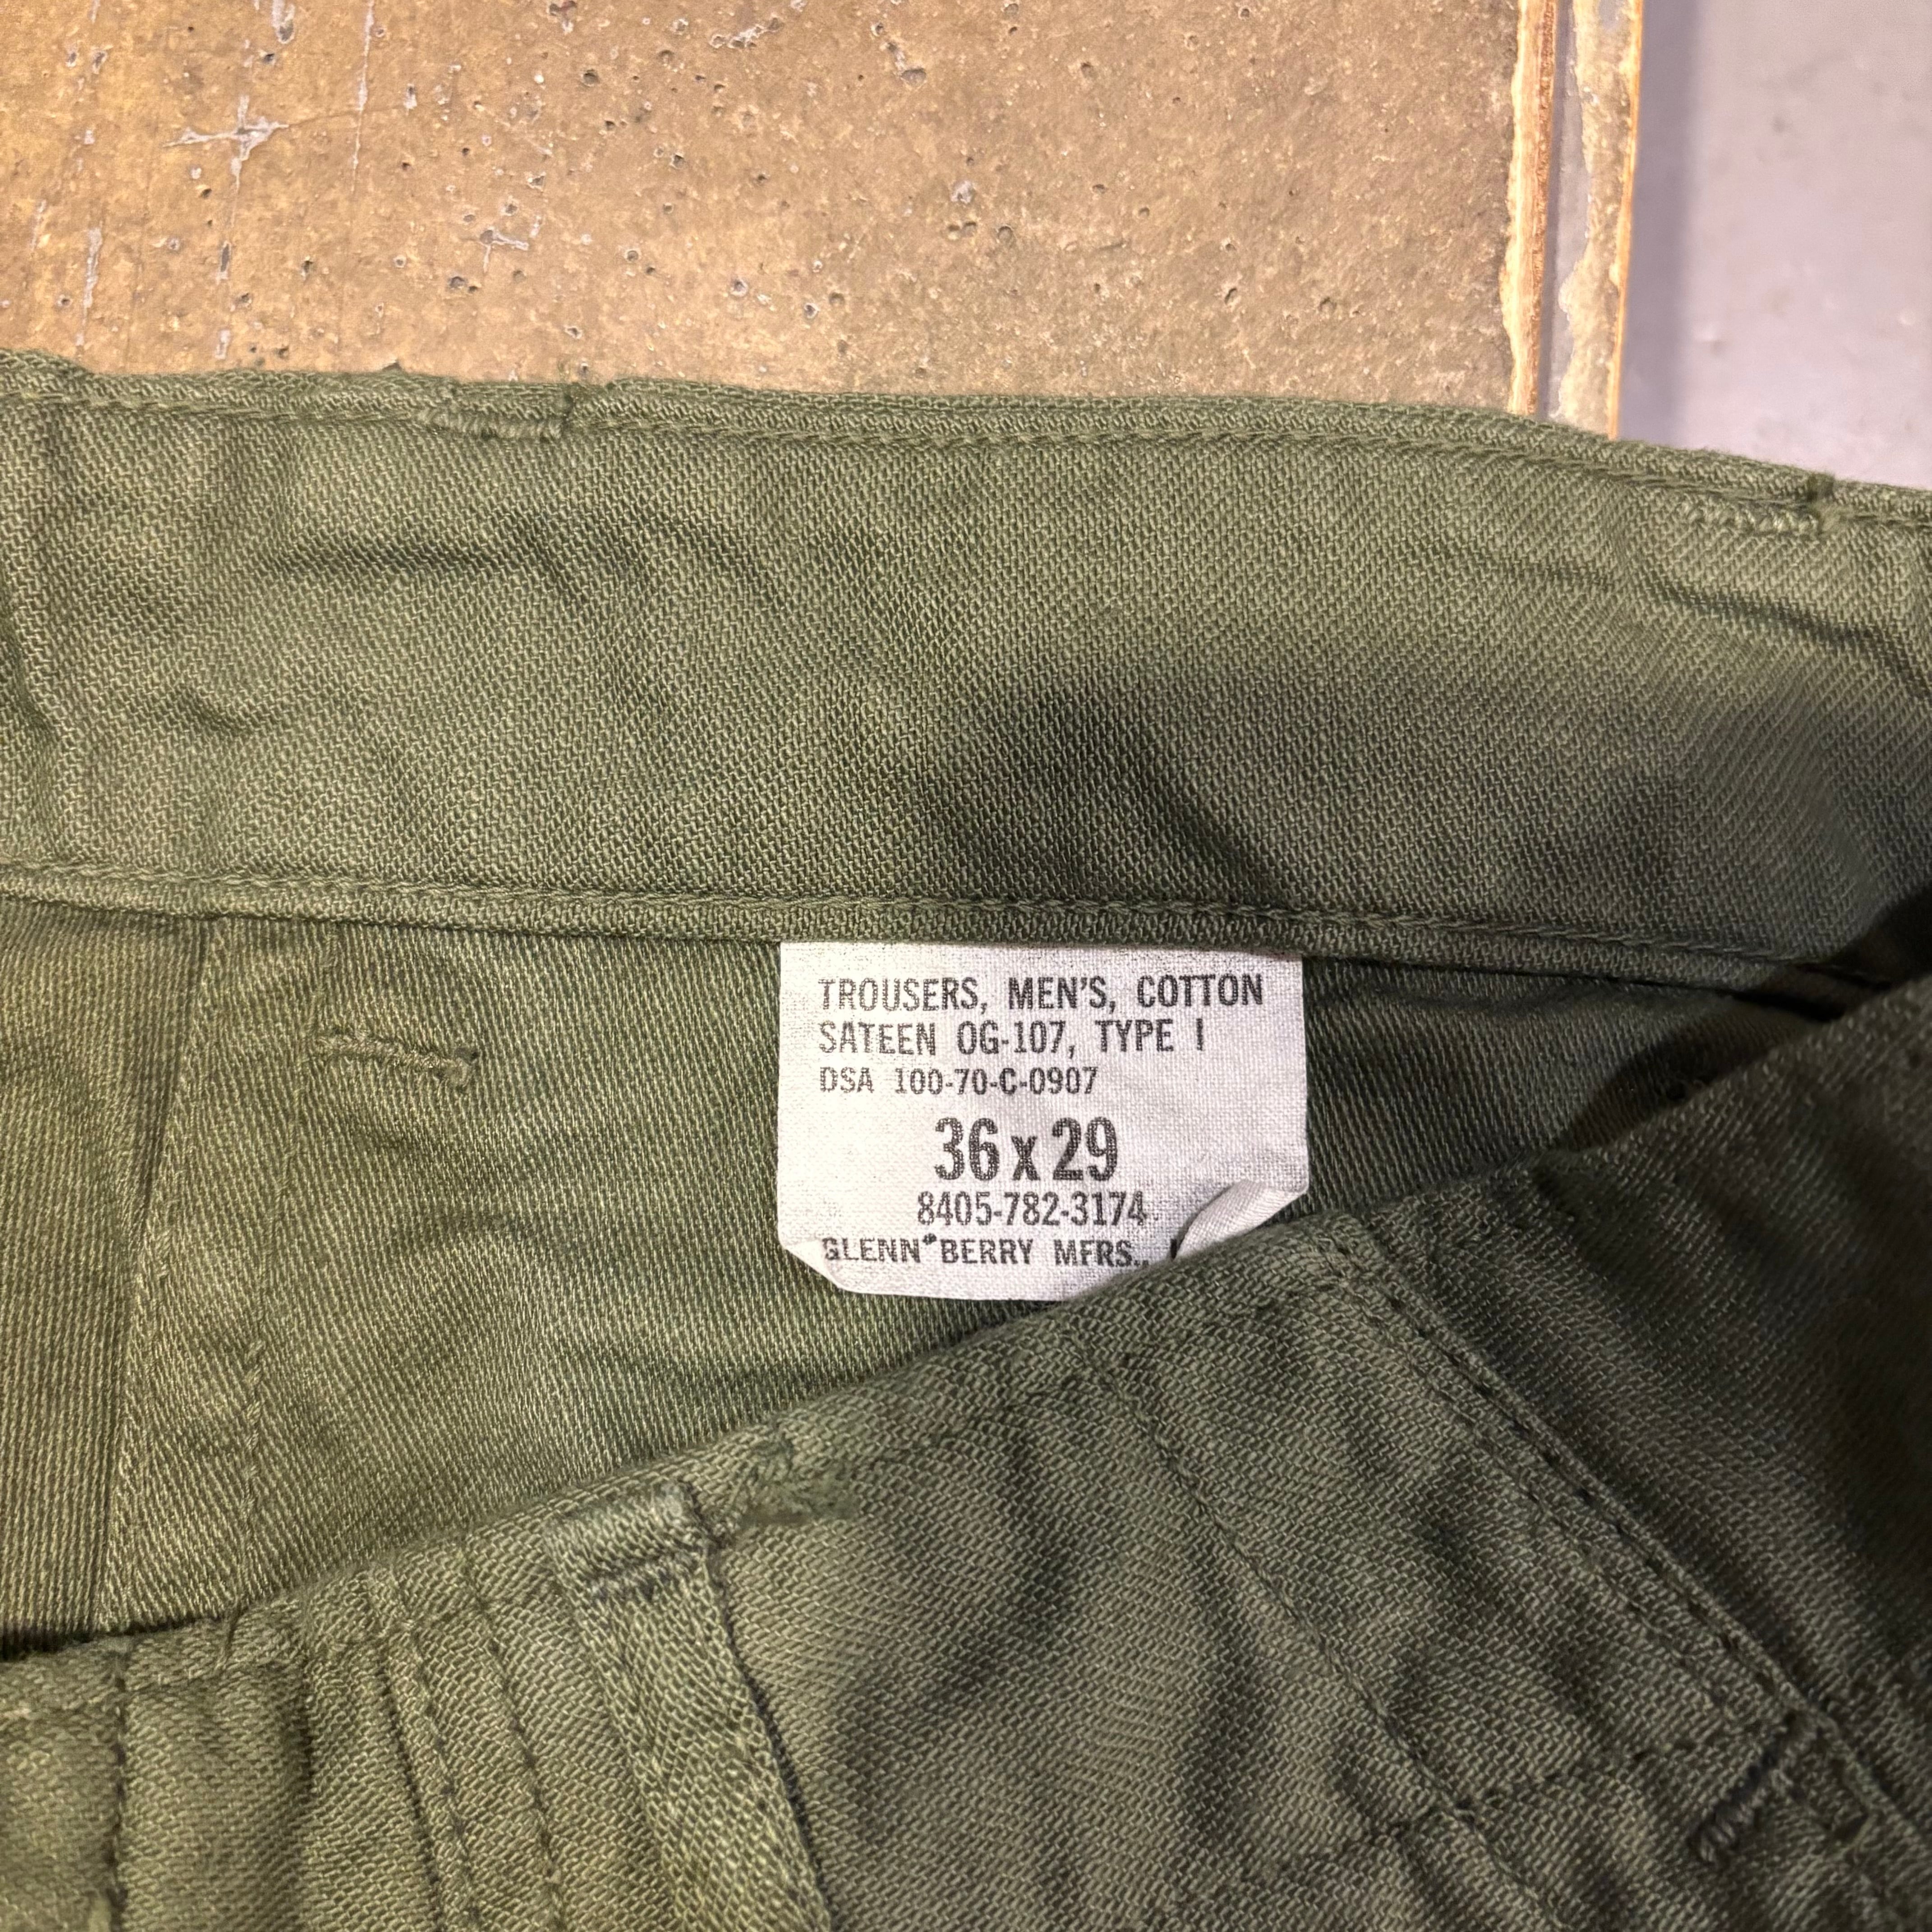 TROUSERS, MEN'S, COTTON
SATEEN OG-107, TYPE I
DSA 100-70-C-0907
36 x 29
8405-782-3174
GLENN BERRY MFRS.,